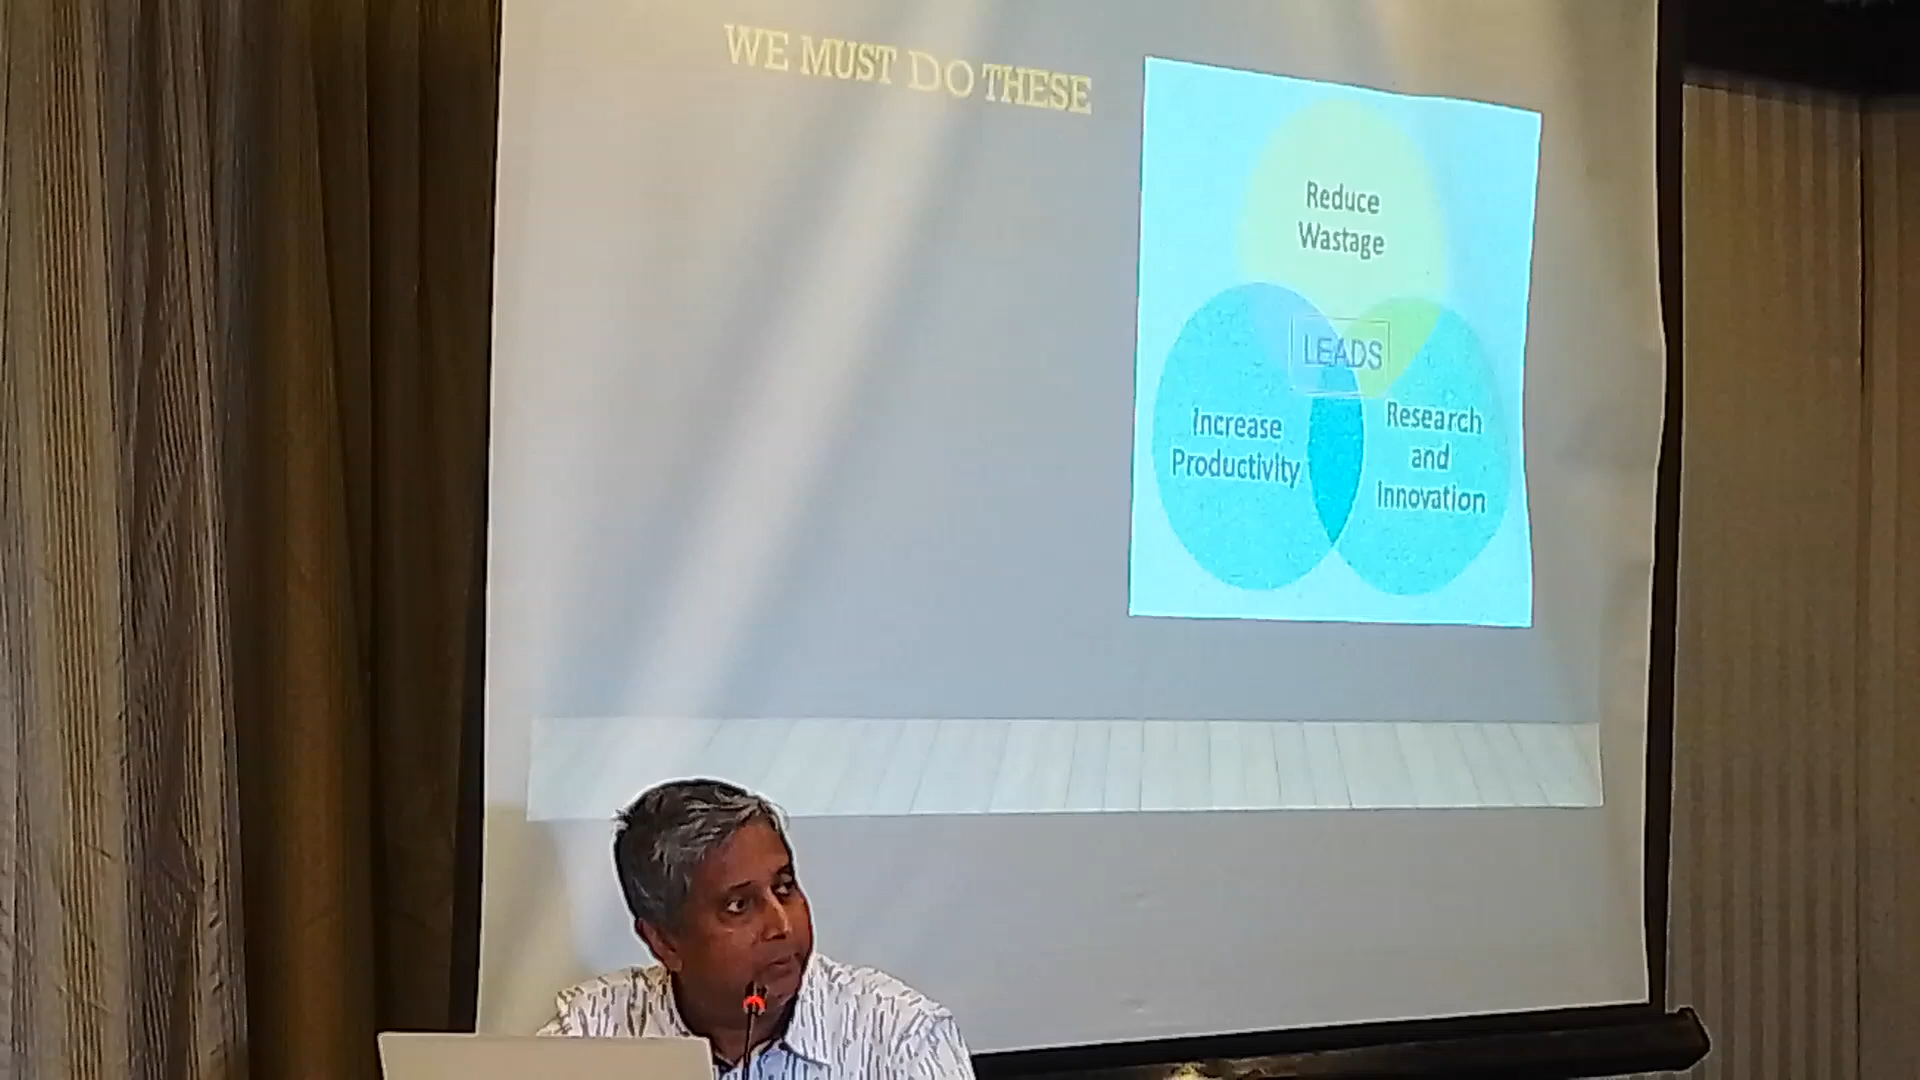 WE MUST DO THESE
Reduce
Wastage
LEADS
Increase
Productivity
Research
and
Innovation